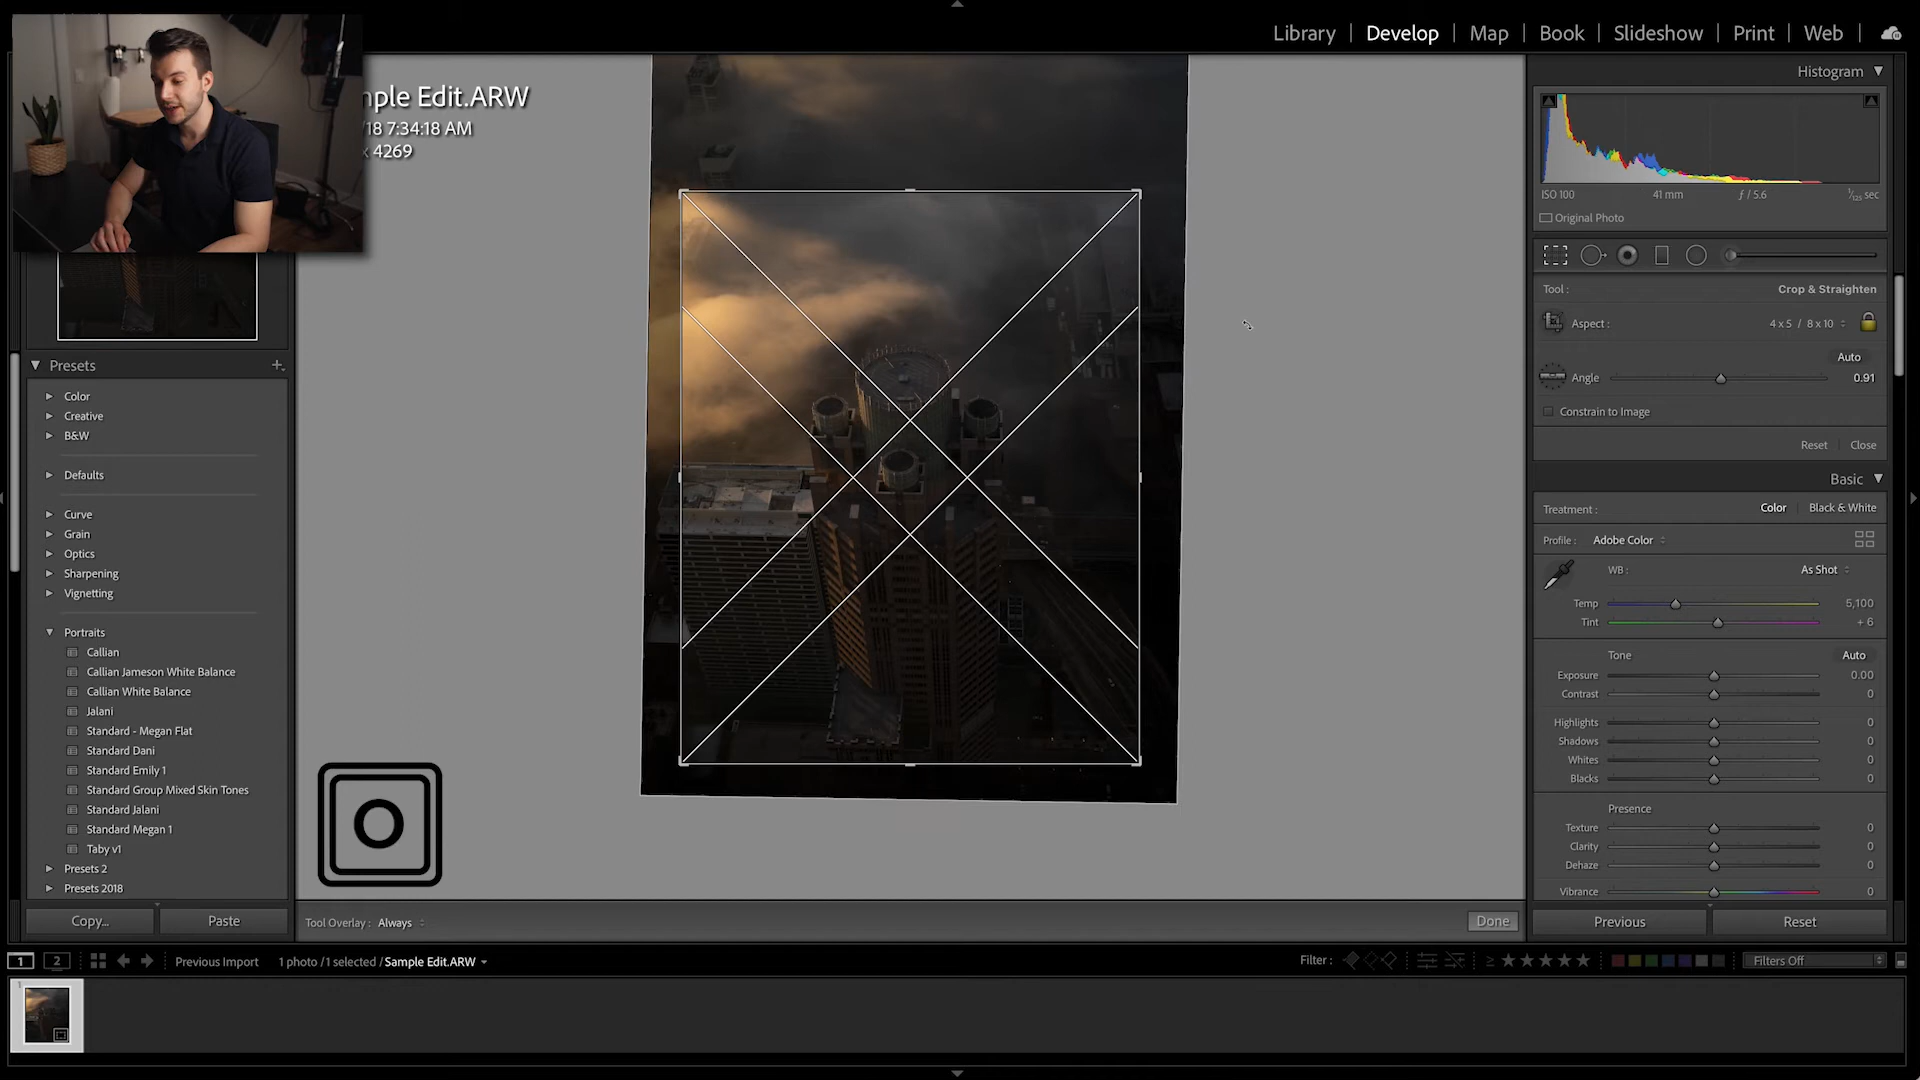 Library | Develop | Map | Book | Slideshow | Print | Web
Histogram
nple Edit.ARW
/18 7:34:18 AM
x 4269
ISO 100 41 mm ƒ / 5.6 1/125 sec
Original Photo
Tool : Crop & Straighten
Aspect : 4 x 5 / 8 x 10
Auto
Angle 0.91
Constrain to Image
Reset Close
Basic
Treatment : Color Black & White
Profile : Adobe Color
WB : As Shot
Temp 5,100
Tint + 6
Tone Auto
Exposure 0.00
Contrast 0
Highlights 0
Shadows 0
Whites 0
Blacks 0
Presence
Texture 0
Clarity 0
Dehaze 0
Vibrance 0
Previous Reset
Presets +
Color
Creative
B&W
Defaults
Curve
Grain
Optics
Sharpening
Vignetting
Portraits
Callian
Callian Jameson White Balance
Callian White Balance
Jalani
Standard - Megan Flat
Standard Dani
Standard Emily 1
Standard Group Mixed Skin Tones
Standard Jalani
Standard Megan 1
Taby v1
Presets 2
Presets 2018
Copy... Paste
O
Tool Overlay : Always Done
1 2 Previous Import 1 photo / 1 selected / Sample Edit.ARW Filter : ≥ ★★★★★ Filters Off
1